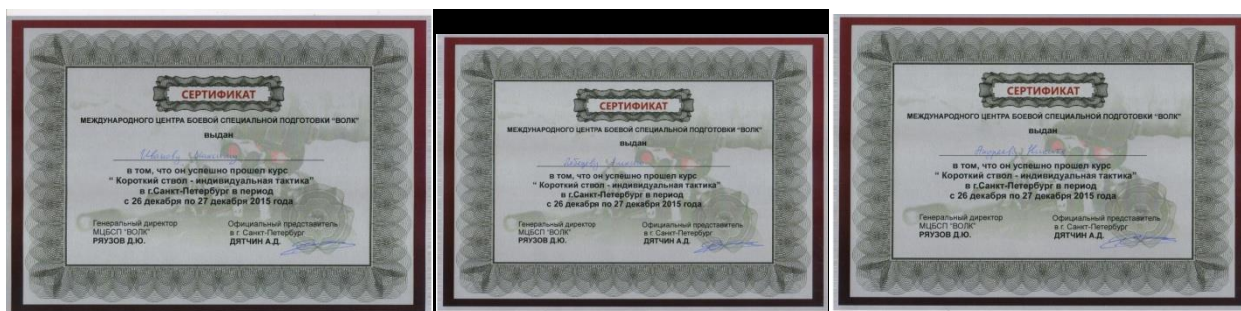 СЕРТИФИКАТ
МЕЖДУНАРОДНОГО ЦЕНТРА БОЕВОЙ СПЕЦИАЛЬНОЙ ПОДГОТОВКИ "ВОЛК"
выдан
в том, что он успешно прошел курс
" Короткий ствол - индивидуальная тактика"
в г.Санкт-Петербург в период
с 26 декабря по 27 декабря 2015 года
Генеральный директор
МЦБСП "ВОЛК"
РЯУЗОВ Д.Ю.
Официальный представитель
в г. Санкт-Петербург
ДЯТЧИН А.Д.
СЕРТИФИКАТ
МЕЖДУНАРОДНОГО ЦЕНТРА БОЕВОЙ СПЕЦИАЛЬНОЙ ПОДГОТОВКИ "ВОЛК"
выдан
в том, что он успешно прошел курс
" Короткий ствол - индивидуальная тактика"
в г.Санкт-Петербург в период
с 26 декабря по 27 декабря 2015 года
Генеральный директор
МЦБСП "ВОЛК"
РЯУЗОВ Д.Ю.
Официальный представитель
в г. Санкт-Петербург
ДЯТЧИН А.Д.
СЕРТИФИКАТ
МЕЖДУНАРОДНОГО ЦЕНТРА БОЕВОЙ СПЕЦИАЛЬНОЙ ПОДГОТОВКИ "ВОЛК"
выдан
в том, что он успешно прошел курс
" Короткий ствол - индивидуальная тактика"
в г.Санкт-Петербург в период
с 26 декабря по 27 декабря 2015 года
Генеральный директор
МЦБСП "ВОЛК"
РЯУЗОВ Д.Ю.
Официальный представитель
в г. Санкт-Петербург
ДЯТЧИН А.Д.